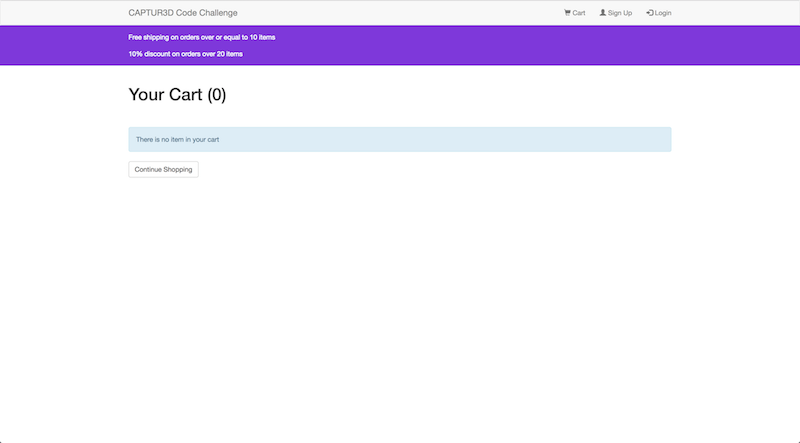 CAPTUR3D Code Challenge
Cart
Sign Up
Login
Free shipping on orders over or equal to 10 items
10% discount on orders over 20 items
Your Cart (0)
There is no item in your cart
Continue Shopping